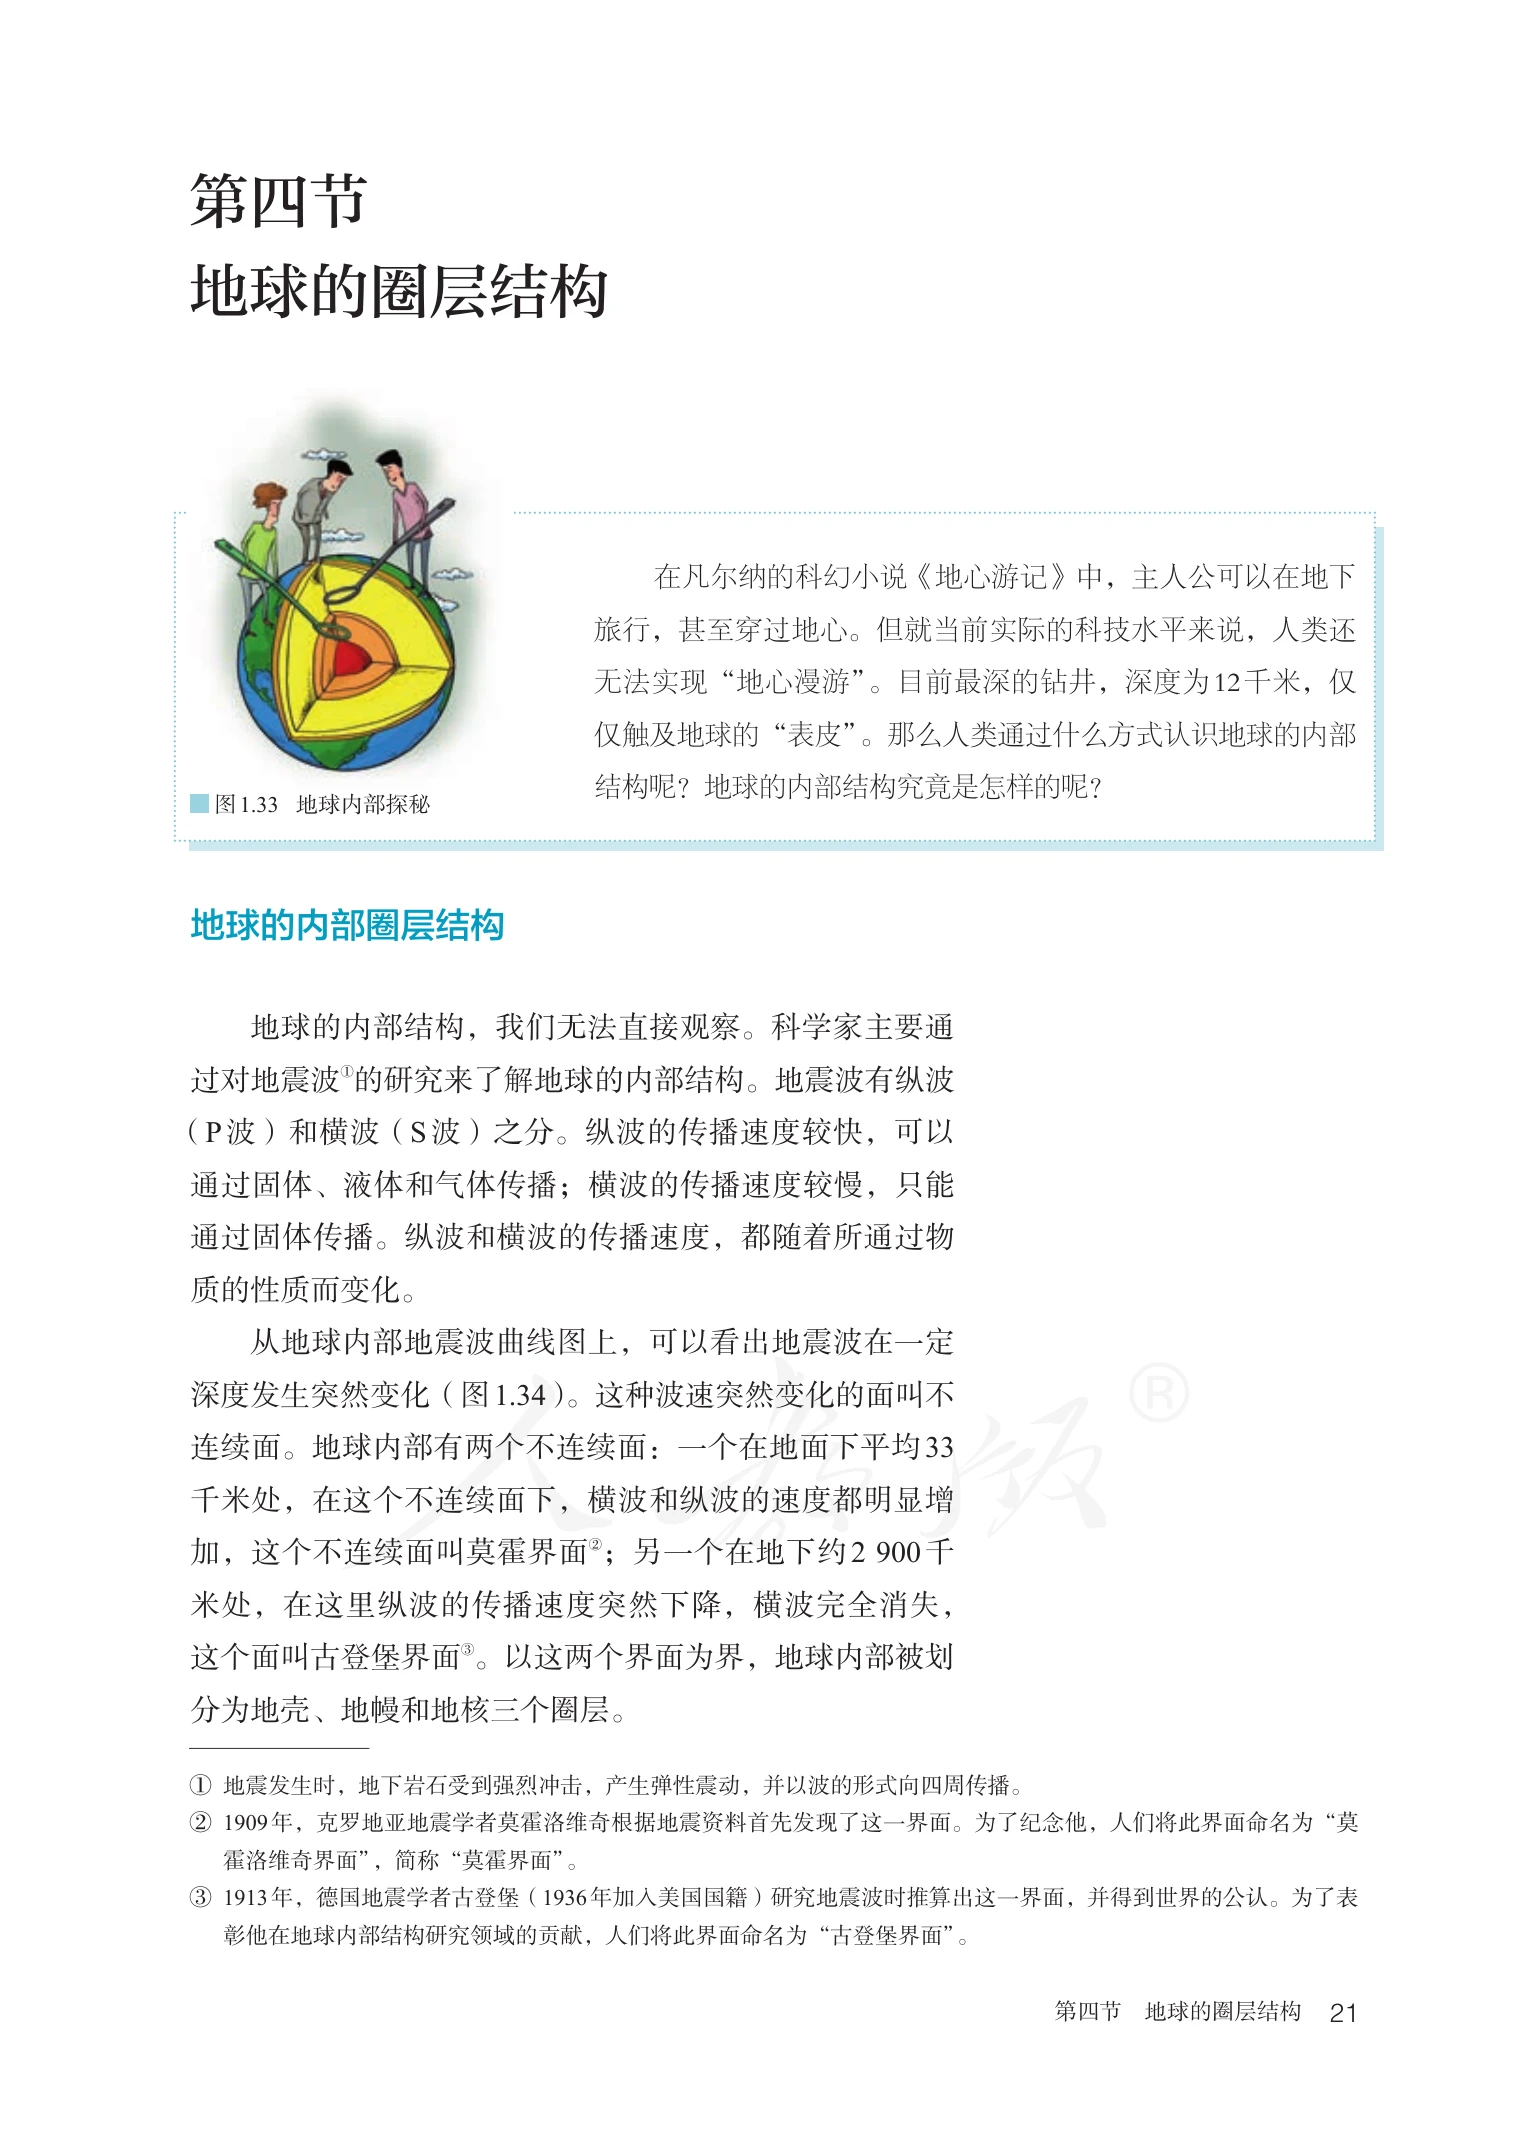 第四节
地球的圈层结构
在凡尔纳的科幻小说《地心游记》中，主人公可以在地下
旅行，甚至穿过地心。但就当前实际的科技水平来说，人类还
无法实现“地心漫游”。目前最深的钻井，深度为12千米，仅
仅触及地球的“表皮”。那么人类通过什么方式认识地球的内部
结构呢？地球的内部结构究竟是怎样的呢？
图1.33 地球内部探秘
地球的内部圈层结构
地球的内部结构，我们无法直接观察。科学家主要通
过对地震波①的研究来了解地球的内部结构。地震波有纵波
（P波）和横波（S波）之分。纵波的传播速度较快，可以
通过固体、液体和气体传播；横波的传播速度较慢，只能
通过固体传播。纵波和横波的传播速度，都随着所通过物
质的性质而变化。
从地球内部地震波曲线图上，可以看出地震波在一定
深度发生突然变化（图1.34）。这种波速突然变化的面叫不
连续面。地球内部有两个不连续面：一个在地面下平均33
千米处，在这个不连续面下，横波和纵波的速度都明显增
加，这个不连续面叫莫霍界面②；另一个在地下约2 900千
米处，在这里纵波的传播速度突然下降，横波完全消失，
这个面叫古登堡界面③。以这两个界面为界，地球内部被划
分为地壳、地幔和地核三个圈层。
人教版®
① 地震发生时，地下岩石受到强烈冲击，产生弹性震动，并以波的形式向四周传播。
② 1909年，克罗地亚地震学者莫霍洛维奇根据地震资料首先发现了这一界面。为了纪念他，人们将此界面命名为“莫
霍洛维奇界面”，简称“莫霍界面”。
③ 1913年，德国地震学者古登堡（1936年加入美国国籍）研究地震波时推算出这一界面，并得到世界的公认。为了表
彰他在地球内部结构研究领域的贡献，人们将此界面命名为“古登堡界面”。
第四节 地球的圈层结构 21